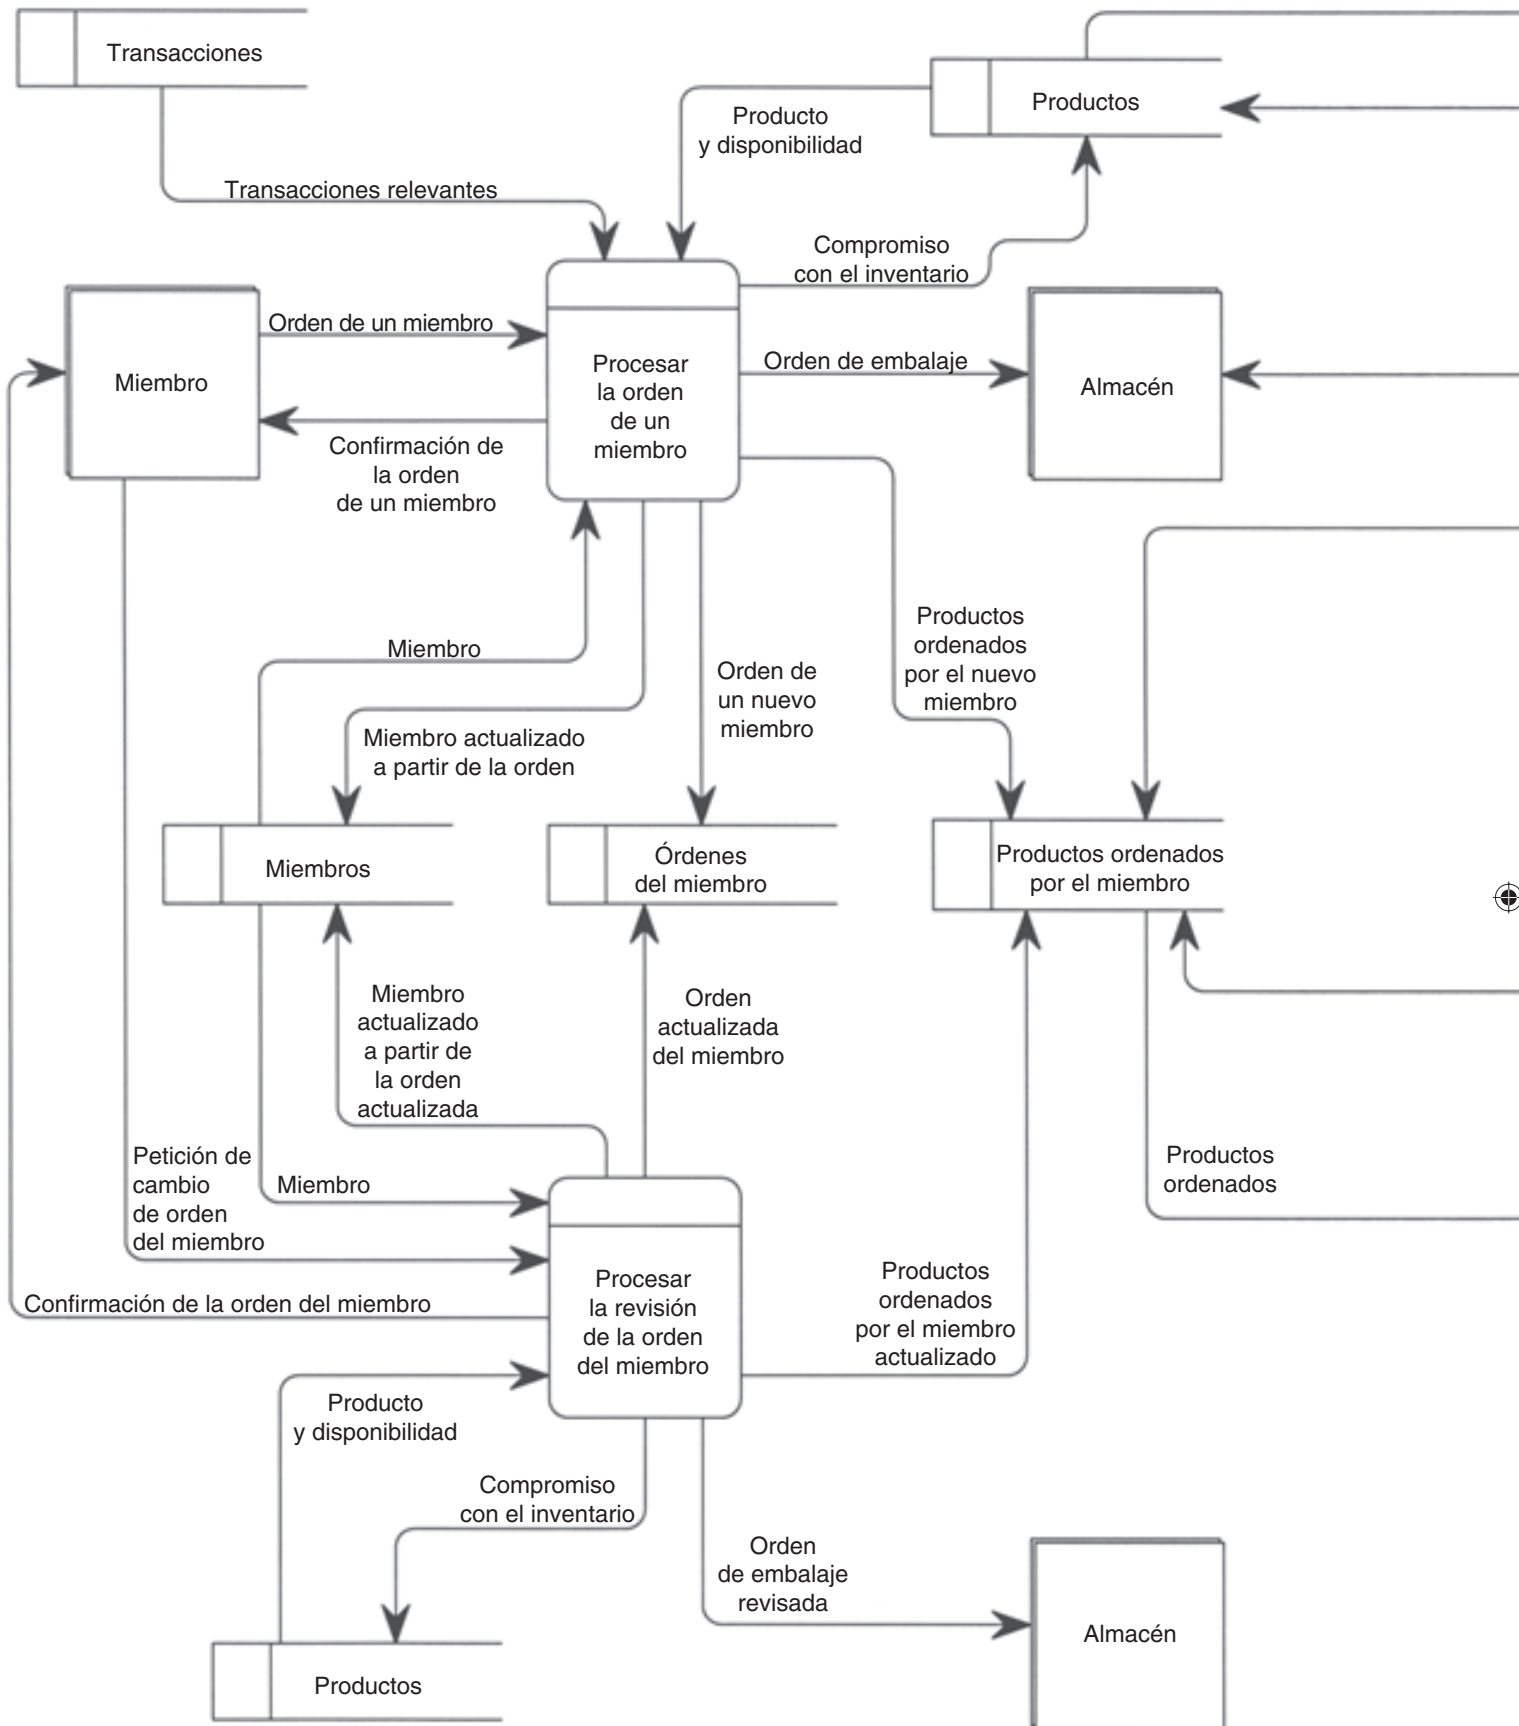 Transacciones
Productos
Producto
y disponibilidad
Transacciones relevantes
Compromiso
con el inventario
Orden de un miembro
Miembro
Procesar
la orden
de un
miembro
Orden de embalaje
Almacén
Confirmación de
la orden
de un miembro
Miembro
Productos
ordenados
por el nuevo
miembro
Orden de
un nuevo
miembro
Miembro actualizado
a partir de la orden
Miembros
Órdenes
del miembro
Productos ordenados
por el miembro
Miembro
actualizado
a partir de
la orden
actualizada
Orden
actualizada
del miembro
Petición de
cambio
de orden
del miembro
Miembro
Productos
ordenados
Confirmación de la orden del miembro
Procesar
la revisión
de la orden
del miembro
Productos
ordenados
por el miembro
actualizado
Producto
y disponibilidad
Compromiso
con el inventario
Orden
de embalaje
revisada
Almacén
Productos